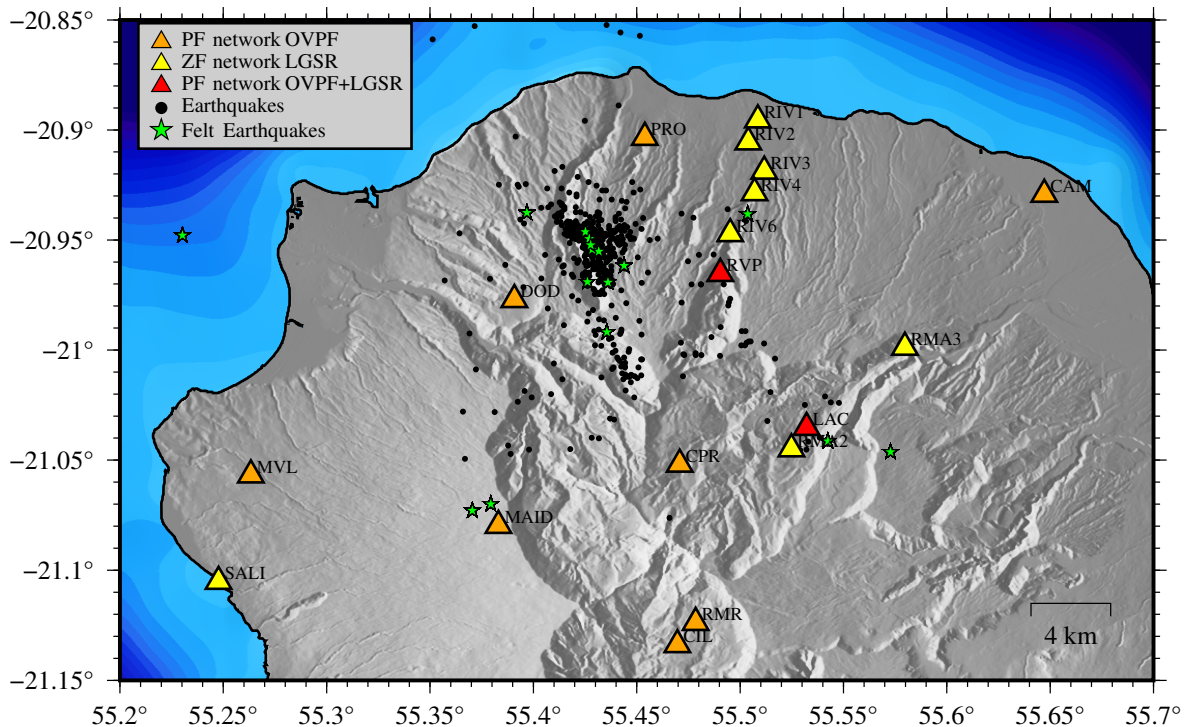 −20.85°
−20.9°
−20.95°
−21°
−21.05°
−21.1°
−21.15°
PF network OVPF
ZF network LGSR
PF network OVPF+LGSR
Earthquakes
Felt Earthquakes
RIV1
PRO
RIV2
RIV3
RIV4
CAM
RIV6
RVP
DOD
RMA3
LAC
RMA2
CPR
MVL
MAID
SALI
RMR
CIL
4 km
55.2° 55.25° 55.3° 55.35° 55.4° 55.45° 55.5° 55.55° 55.6° 55.65° 55.7°